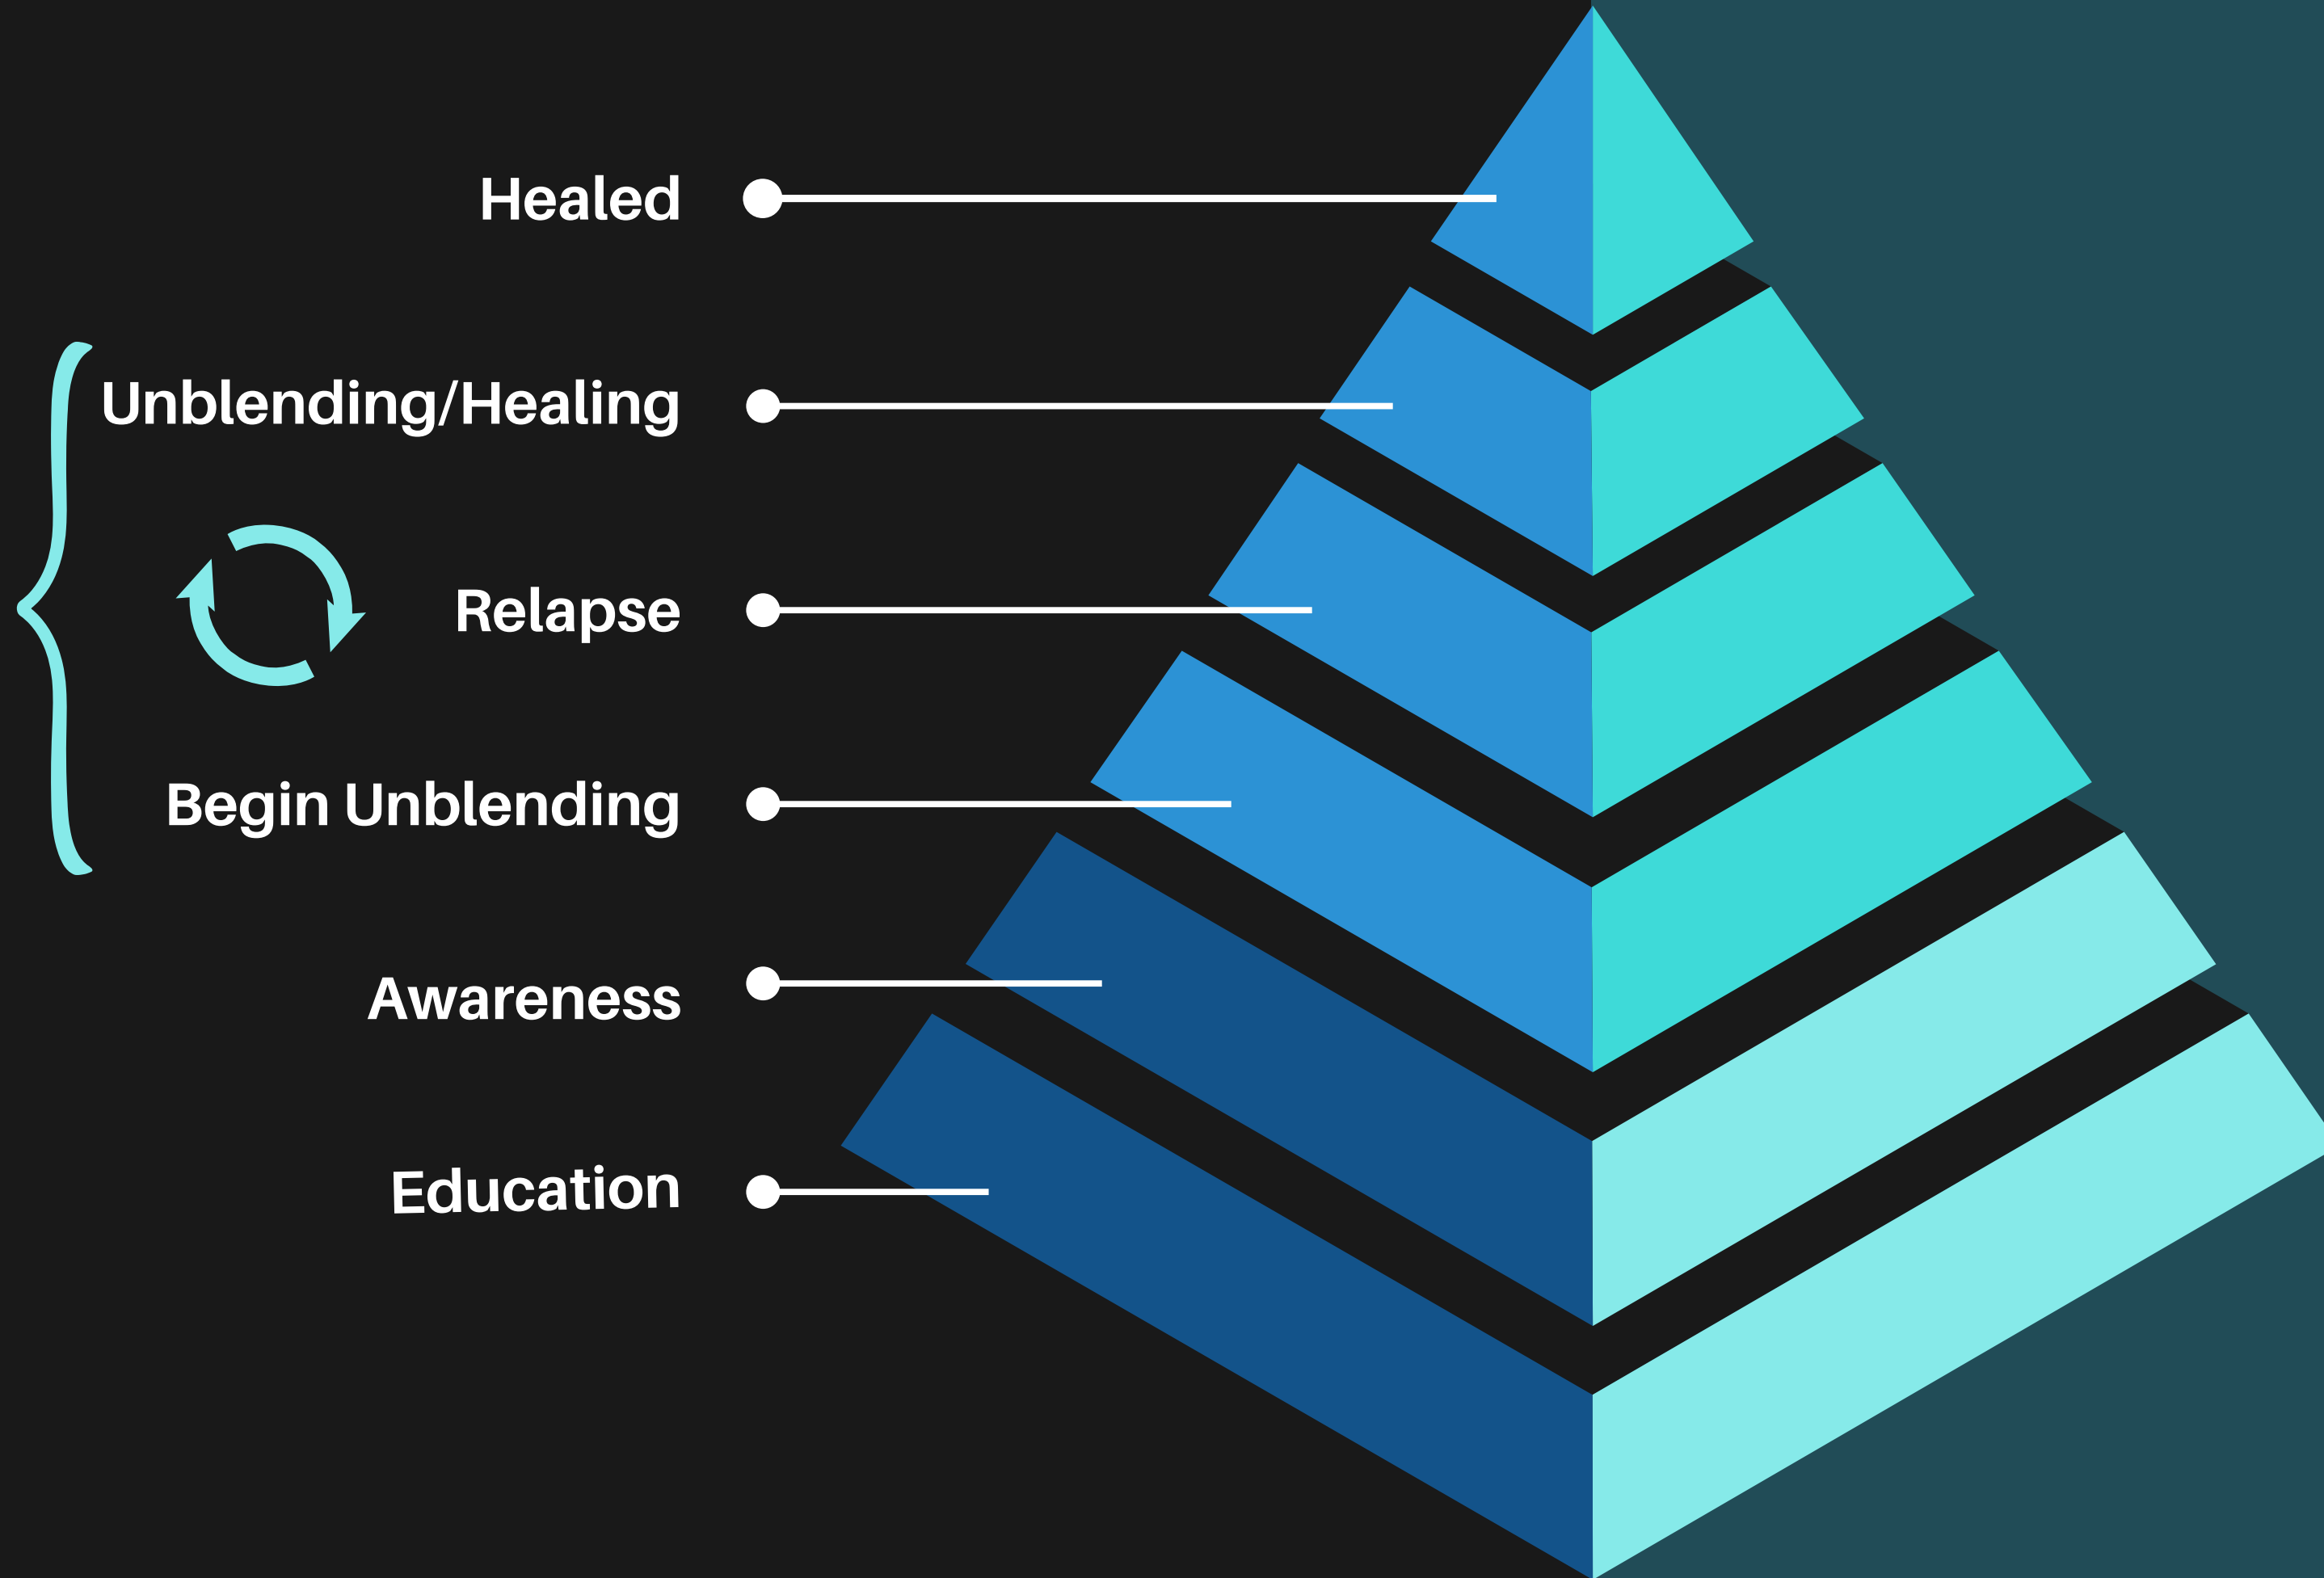 Healed
Unblending/Healing
Relapse
Begin Unblending
Awareness
Education